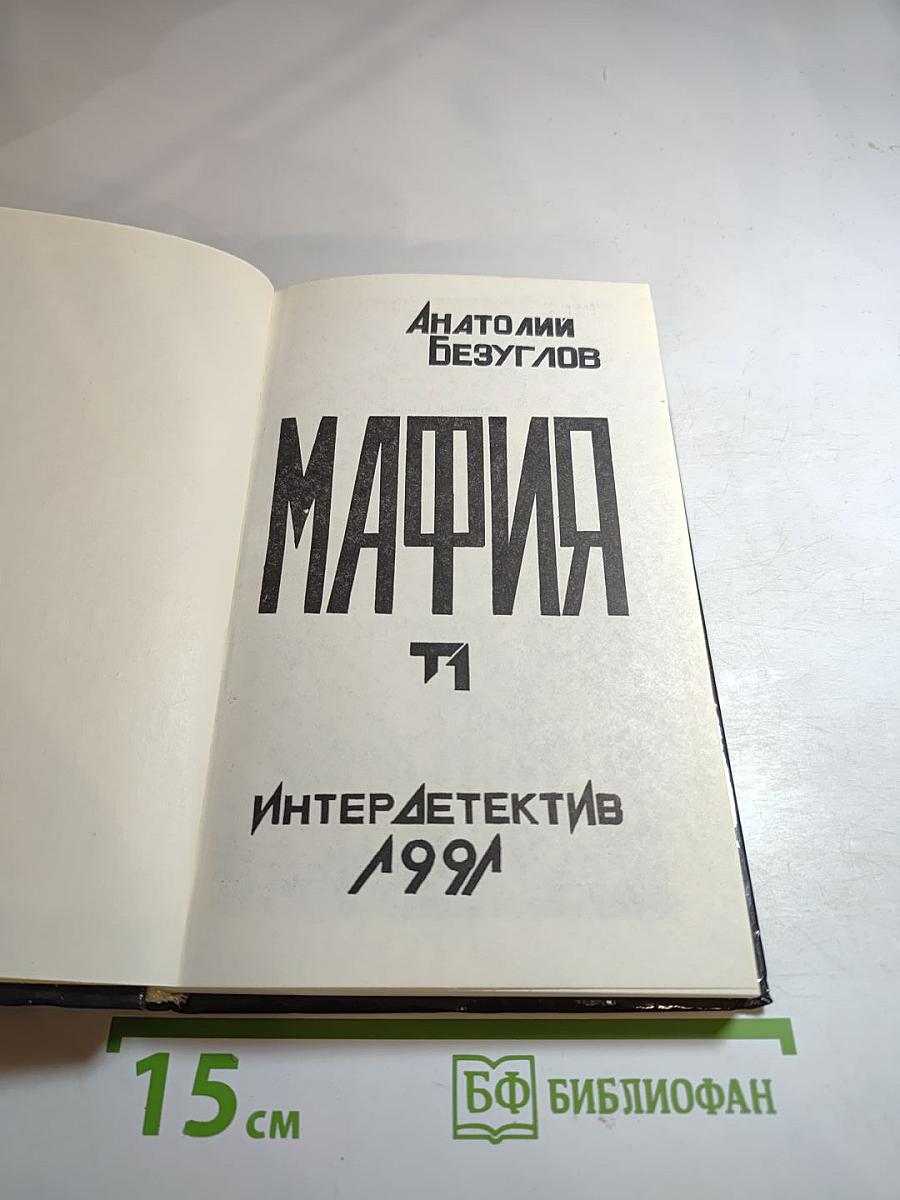 Анатолий
Безуглов
МАФИЯ
Т1
ИНТЕРДЕТЕКТИВ
1991
15 см
БФ БИБЛИОФАН